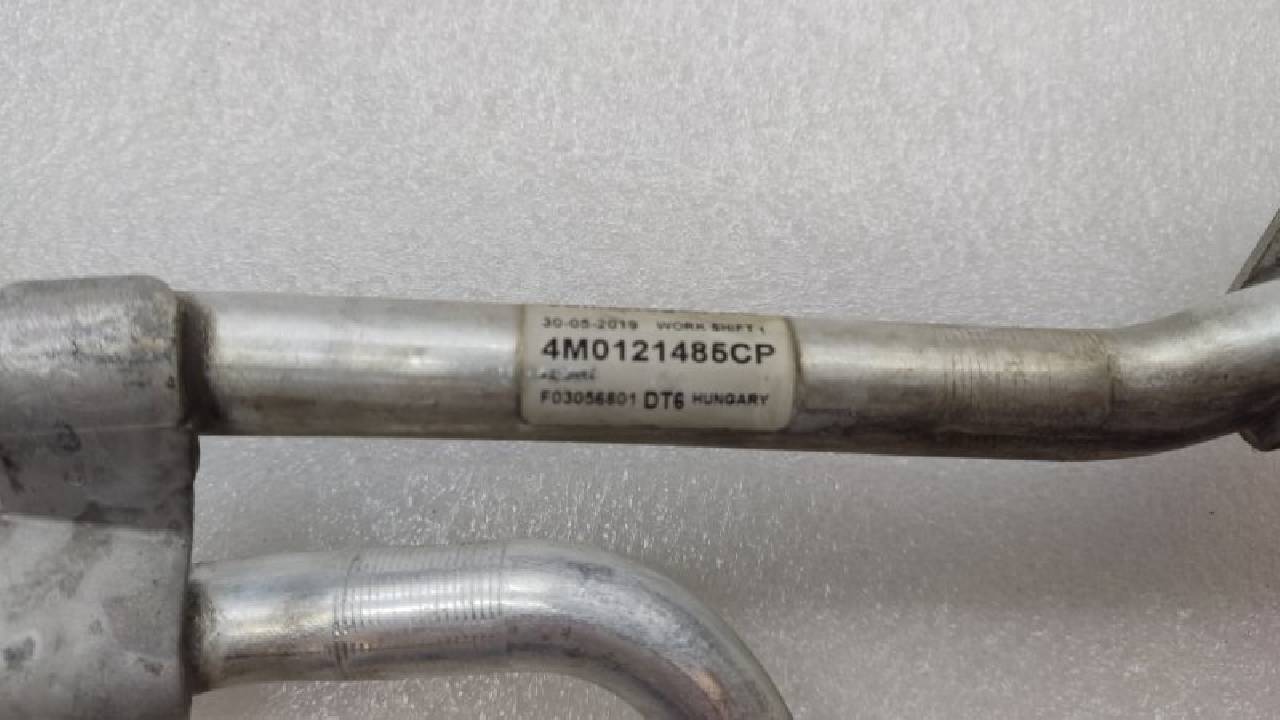 30-05-2019 WORK SHIFT 1
4M0121486CP
F03056801 DT6 HUNGARY